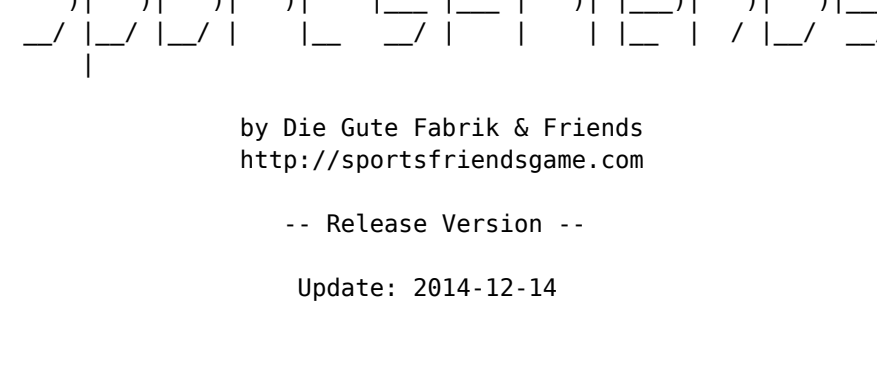 by Die Gute Fabrik & Friends
http://sportsfriendsgame.com
-- Release Version --
Update: 2014-12-14